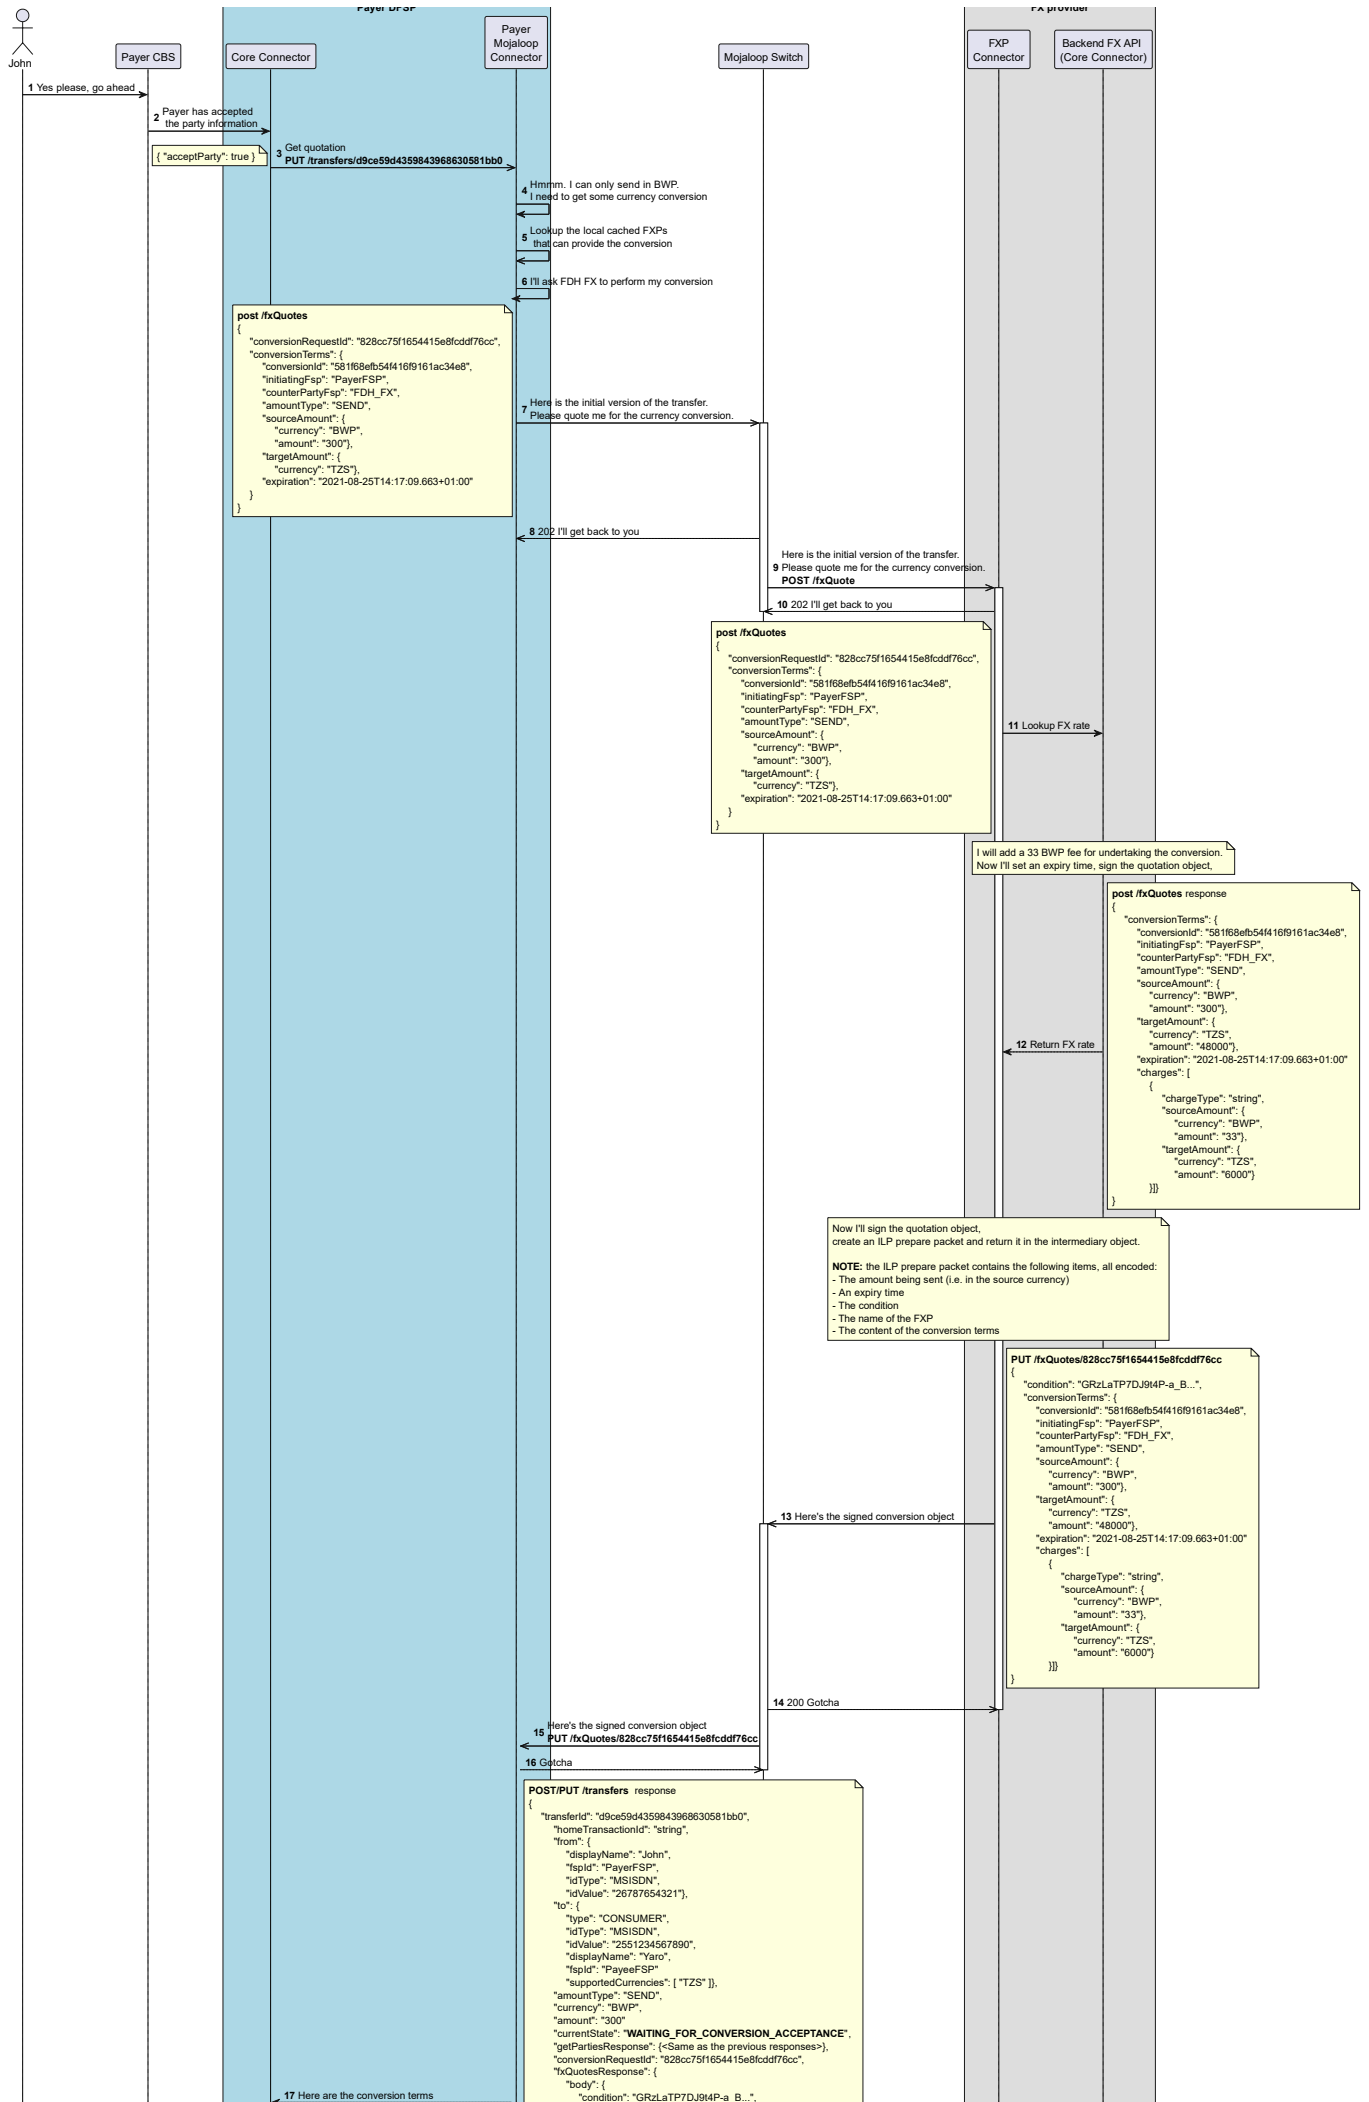 Payer DFSP
FX provider
John
Payer CBS
Core Connector
Payer
Mojaloop
Connector
Mojaloop Switch
FXP
Connector
Backend FX API
(Core Connector)
1 Yes please, go ahead
2 Payer has accepted
the party information
{ "acceptParty": true }
3 Get quotation
PUT /transfers/d9ce59d4359843968630581bb0
4 Hmmm. I can only send in BWP.
I need to get some currency conversion
5 Lookup the local cached FXPs
that can provide the conversion
6 I'll ask FDH FX to perform my conversion
post /fxQuotes
{
"conversionRequestId": "828cc75f1654415e8fcddf76cc",
"conversionTerms": {
"conversionId": "581f68efb54f416f9161ac34e8",
"initiatingFsp": "PayerFSP",
"counterPartyFsp": "FDH_FX",
"amountType": "SEND",
"sourceAmount": {
"currency": "BWP",
"amount": "300"},
"targetAmount": {
"currency": "TZS"},
"expiration": "2021-08-25T14:17:09.663+01:00"
}
}
7 Here is the initial version of the transfer.
Please quote me for the currency conversion.
8 202 I'll get back to you
Here is the initial version of the transfer.
9 Please quote me for the currency conversion.
POST /fxQuote
10 202 I'll get back to you
post /fxQuotes
{
"conversionRequestId": "828cc75f1654415e8fcddf76cc",
"conversionTerms": {
"conversionId": "581f68efb54f416f9161ac34e8",
"initiatingFsp": "PayerFSP",
"counterPartyFsp": "FDH_FX",
"amountType": "SEND",
"sourceAmount": {
"currency": "BWP",
"amount": "300"},
"targetAmount": {
"currency": "TZS"},
"expiration": "2021-08-25T14:17:09.663+01:00"
}
}
11 Lookup FX rate
I will add a 33 BWP fee for undertaking the conversion.
Now I'll set an expiry time, sign the quotation object,
post /fxQuotes response
{
"conversionTerms": {
"conversionId": "581f68efb54f416f9161ac34e8",
"initiatingFsp": "PayerFSP",
"counterPartyFsp": "FDH_FX",
"amountType": "SEND",
"sourceAmount": {
"currency": "BWP",
"amount": "300"},
"targetAmount": {
"currency": "TZS",
"amount": "48000"},
"expiration": "2021-08-25T14:17:09.663+01:00"
"charges": [
{
"chargeType": "string",
"sourceAmount": {
"currency": "BWP",
"amount": "33"},
"targetAmount": {
"currency": "TZS",
"amount": "6000"}
}]}
}
12 Return FX rate
Now I'll sign the quotation object,
create an ILP prepare packet and return it in the intermediary object.
NOTE: the ILP prepare packet contains the following items, all encoded:
- The amount being sent (i.e. in the source currency)
- An expiry time
- The condition
- The name of the FXP
- The content of the conversion terms
PUT /fxQuotes/828cc75f1654415e8fcddf76cc
{
"condition": "GRzLaTP7DJ9t4P-a_B...",
"conversionTerms": {
"conversionId": "581f68efb54f416f9161ac34e8",
"initiatingFsp": "PayerFSP",
"counterPartyFsp": "FDH_FX",
"amountType": "SEND",
"sourceAmount": {
"currency": "BWP",
"amount": "300"},
"targetAmount": {
"currency": "TZS",
"amount": "48000"},
"expiration": "2021-08-25T14:17:09.663+01:00"
"charges": [
{
"chargeType": "string",
"sourceAmount": {
"currency": "BWP",
"amount": "33"},
"targetAmount": {
"currency": "TZS",
"amount": "6000"}
}]}
}
13 Here's the signed conversion object
14 200 Gotcha
15 Here's the signed conversion object
PUT /fxQuotes/828cc75f1654415e8fcddf76cc
16 Gotcha
POST/PUT /transfers response
{
"transferId": "d9ce59d4359843968630581bb0",
"homeTransactionId": "string",
"from": {
"displayName": "John",
"fspId": "PayerFSP",
"idType": "MSISDN",
"idValue": "26787654321"},
"to": {
"type": "CONSUMER",
"idType": "MSISDN",
"idValue": "2551234567890",
"displayName": "Yaro",
"fspId": "PayeeFSP"
"supportedCurrencies": [ "TZS" ]},
"amountType": "SEND",
"currency": "BWP",
"amount": "300"
"currentState": "WAITING_FOR_CONVERSION_ACCEPTANCE",
"getPartiesResponse": {<Same as the previous responses>},
"conversionRequestId": "828cc75f1654415e8fcddf76cc",
"fxQuotesResponse": {
"body": {
"condition": "GRzLaTP7DJ9t4P-a_B...",
17 Here are the conversion terms